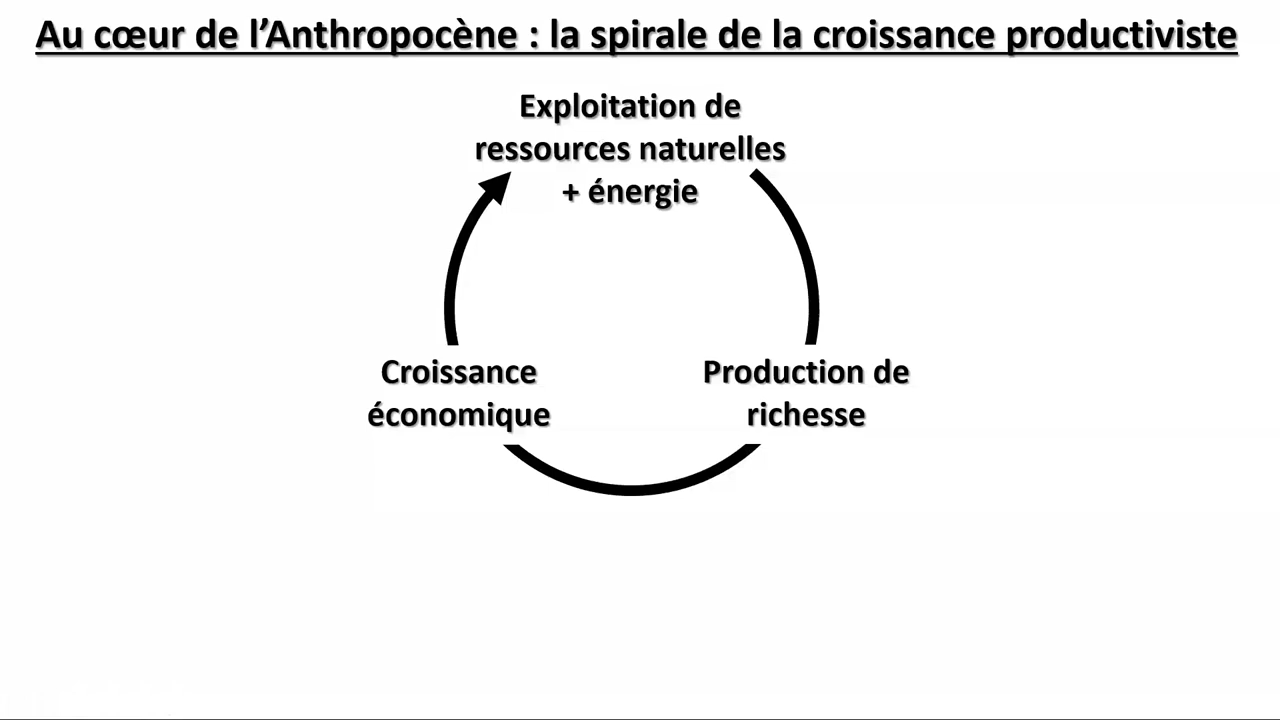 Au cœur de l’Anthropocène : la spirale de la croissance productiviste
Exploitation de
ressources naturelles
+ énergie
Croissance
économique
Production de
richesse